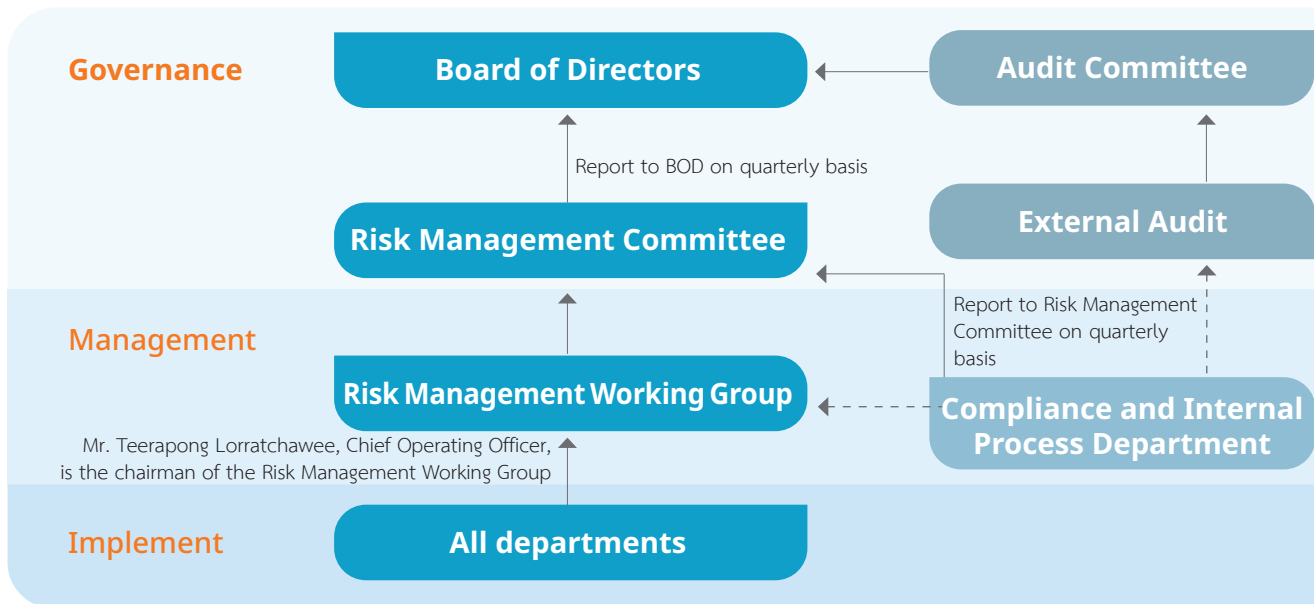 Governance
Board of Directors
Audit Committee
Report to BOD on quarterly basis
Risk Management Committee
External Audit
Management
Report to Risk Management
Committee on quarterly
basis
Risk Management Working Group
Compliance and Internal
Process Department
Mr. Teerapong Lorratchawee, Chief Operating Officer,
is the chairman of the Risk Management Working Group
Implement
All departments